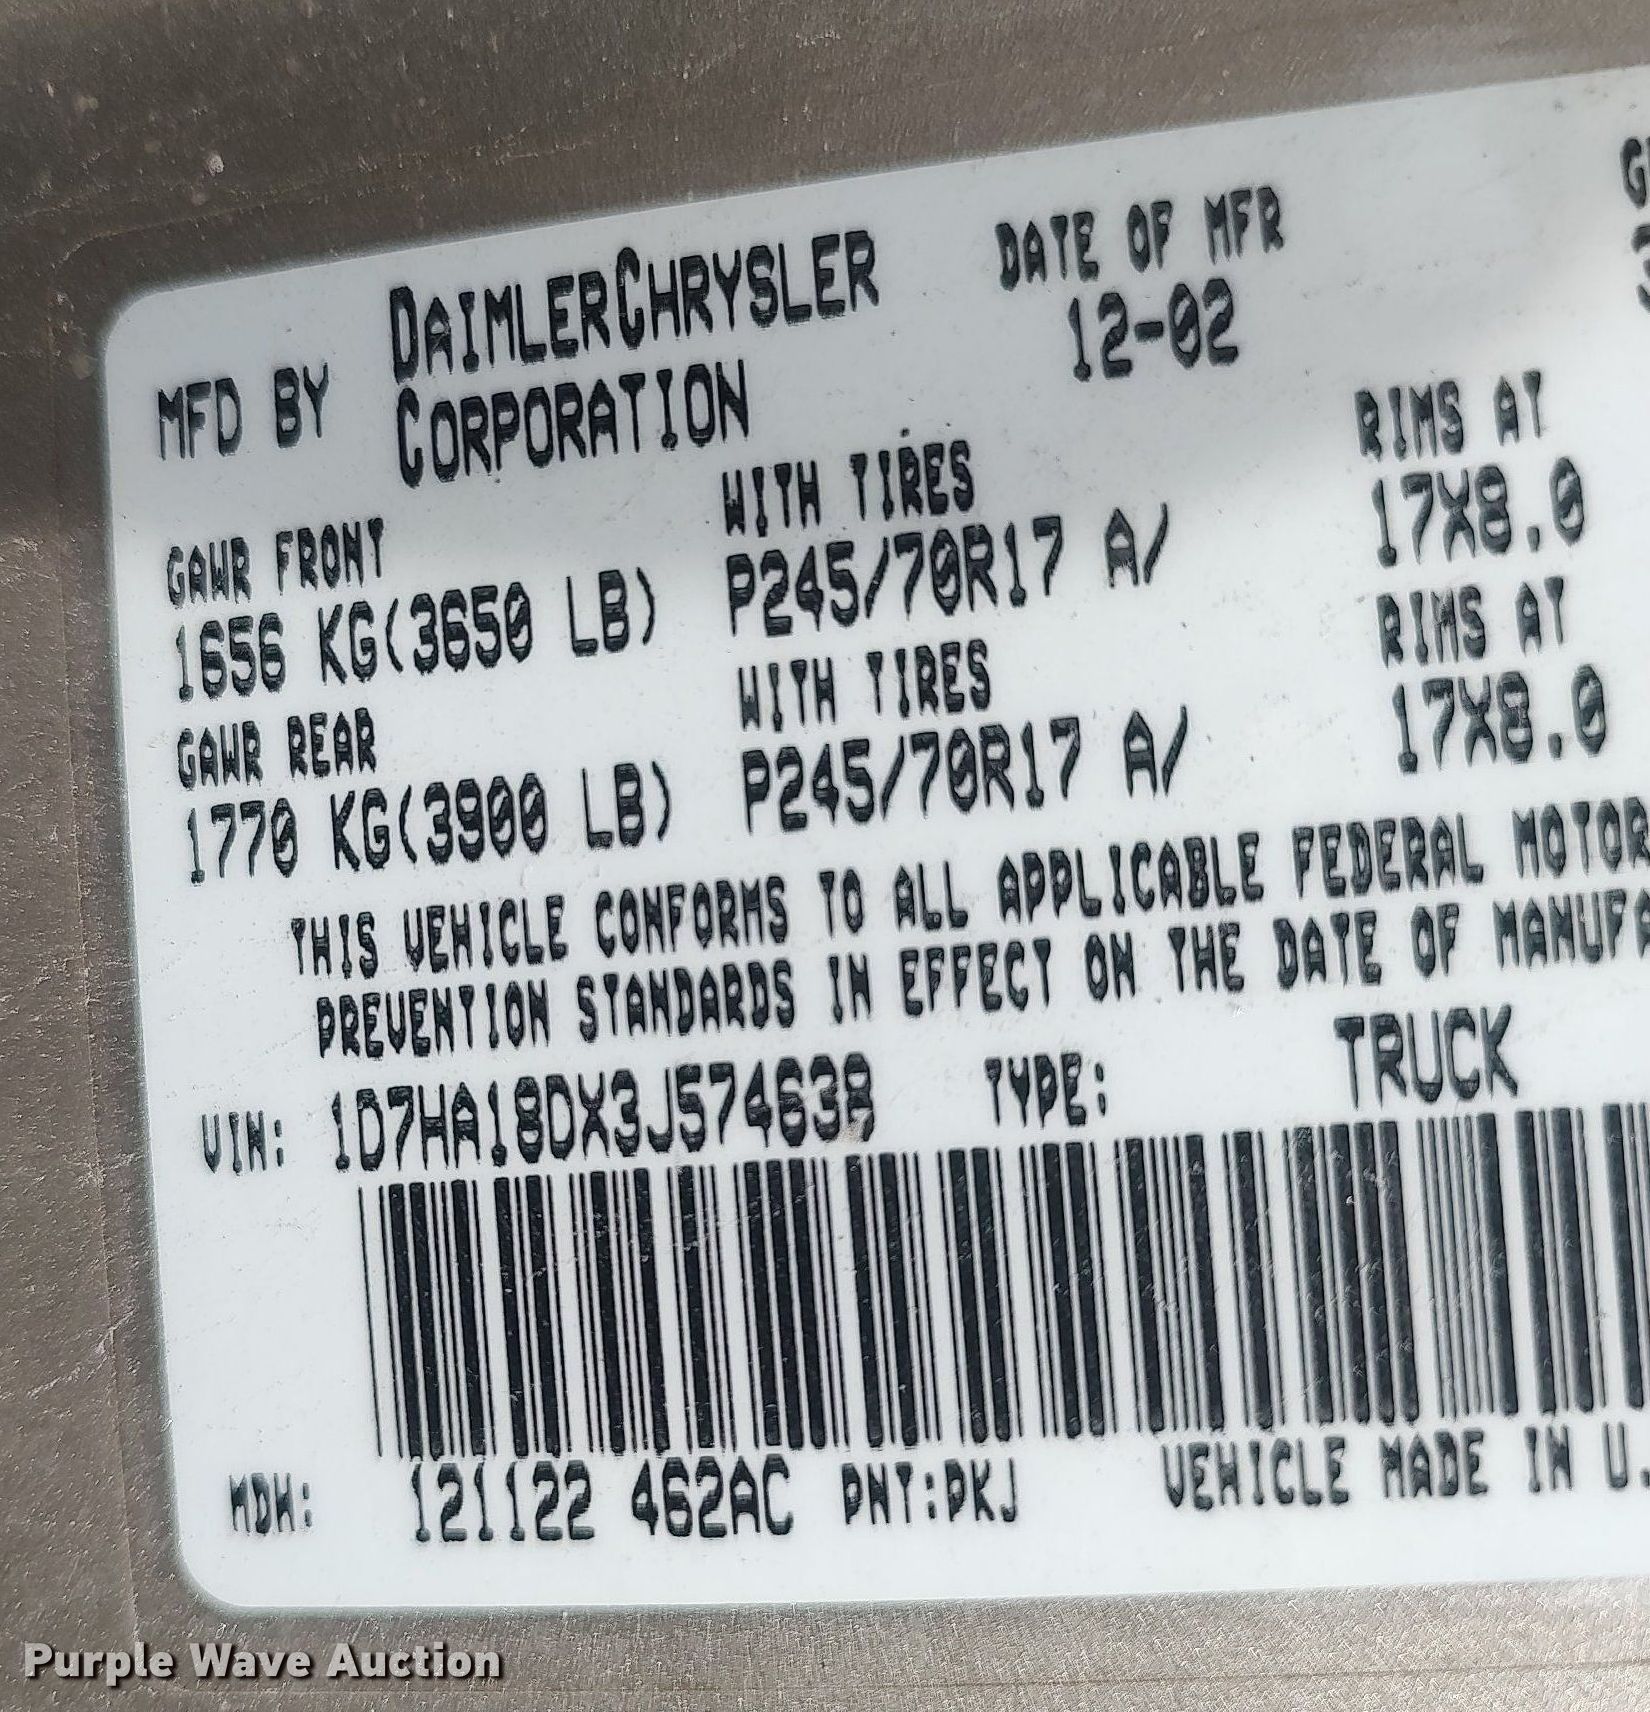 MFD BY DAIMLERCHRYSLER CORPORATION
DATE OF MFR
12-02
GAWR FRONT WITH TIRES RIMS AT
1656 KG(3650 LB) P245/70R17 A/ 17X8.0
GAWR REAR WITH TIRES RIMS AT
1770 KG(3900 LB) P245/70R17 A/ 17X8.0
THIS VEHICLE CONFORMS TO ALL APPLICABLE FEDERAL MOTOR
PREVENTION STANDARDS IN EFFECT ON THE DATE OF MANUFA
VIN: 1D7HA18DX3J574638 TYPE: TRUCK
MDH: 121122 462AC PNT:PKJ VEHICLE MADE IN U.
Purple Wave Auction